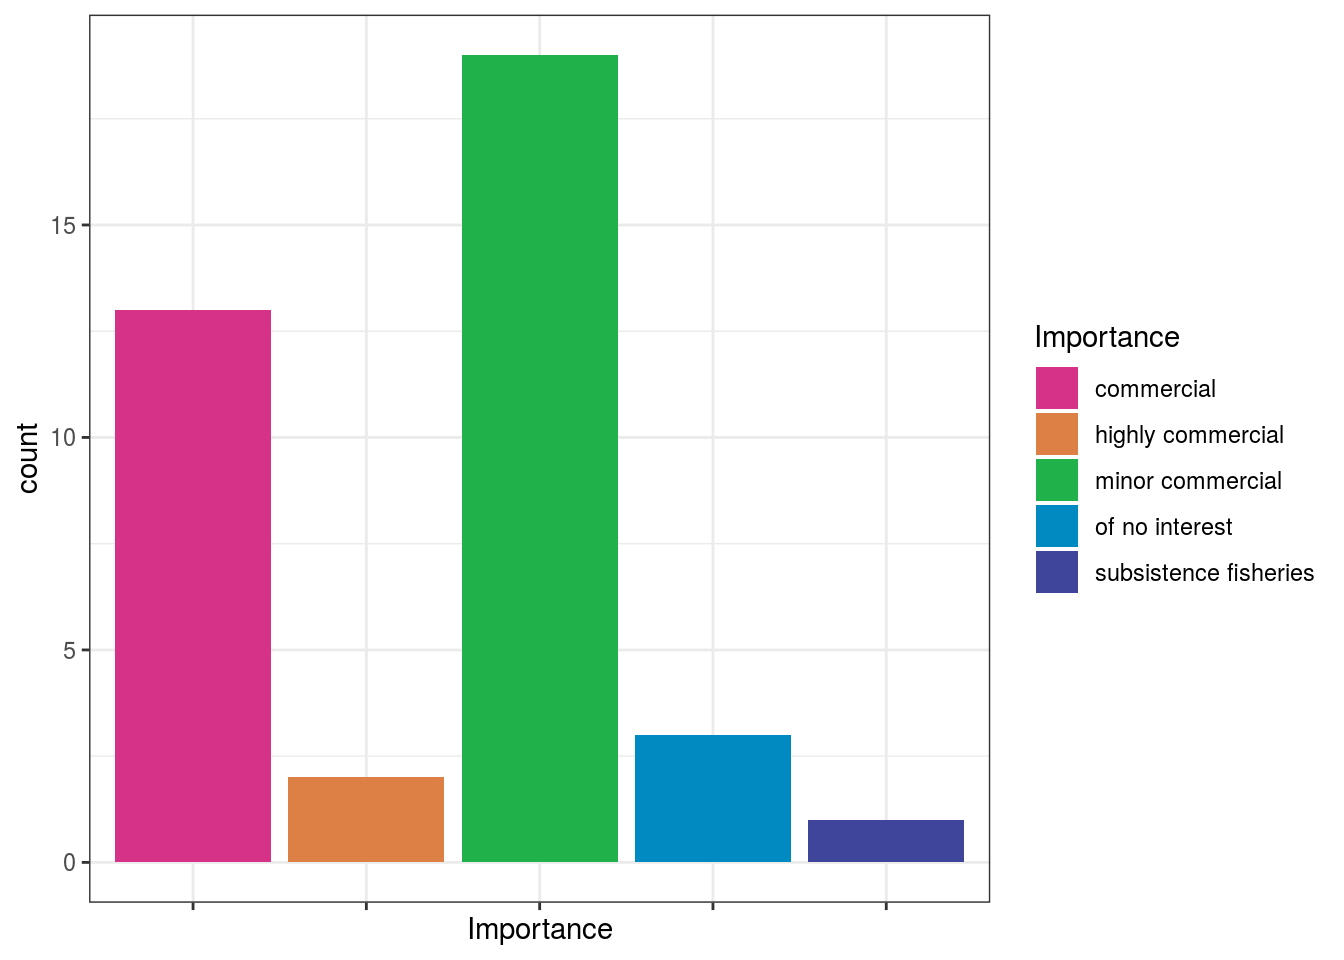 count
15
10
5
0
Importance
Importance
commercial
highly commercial
minor commercial
of no interest
subsistence fisheries